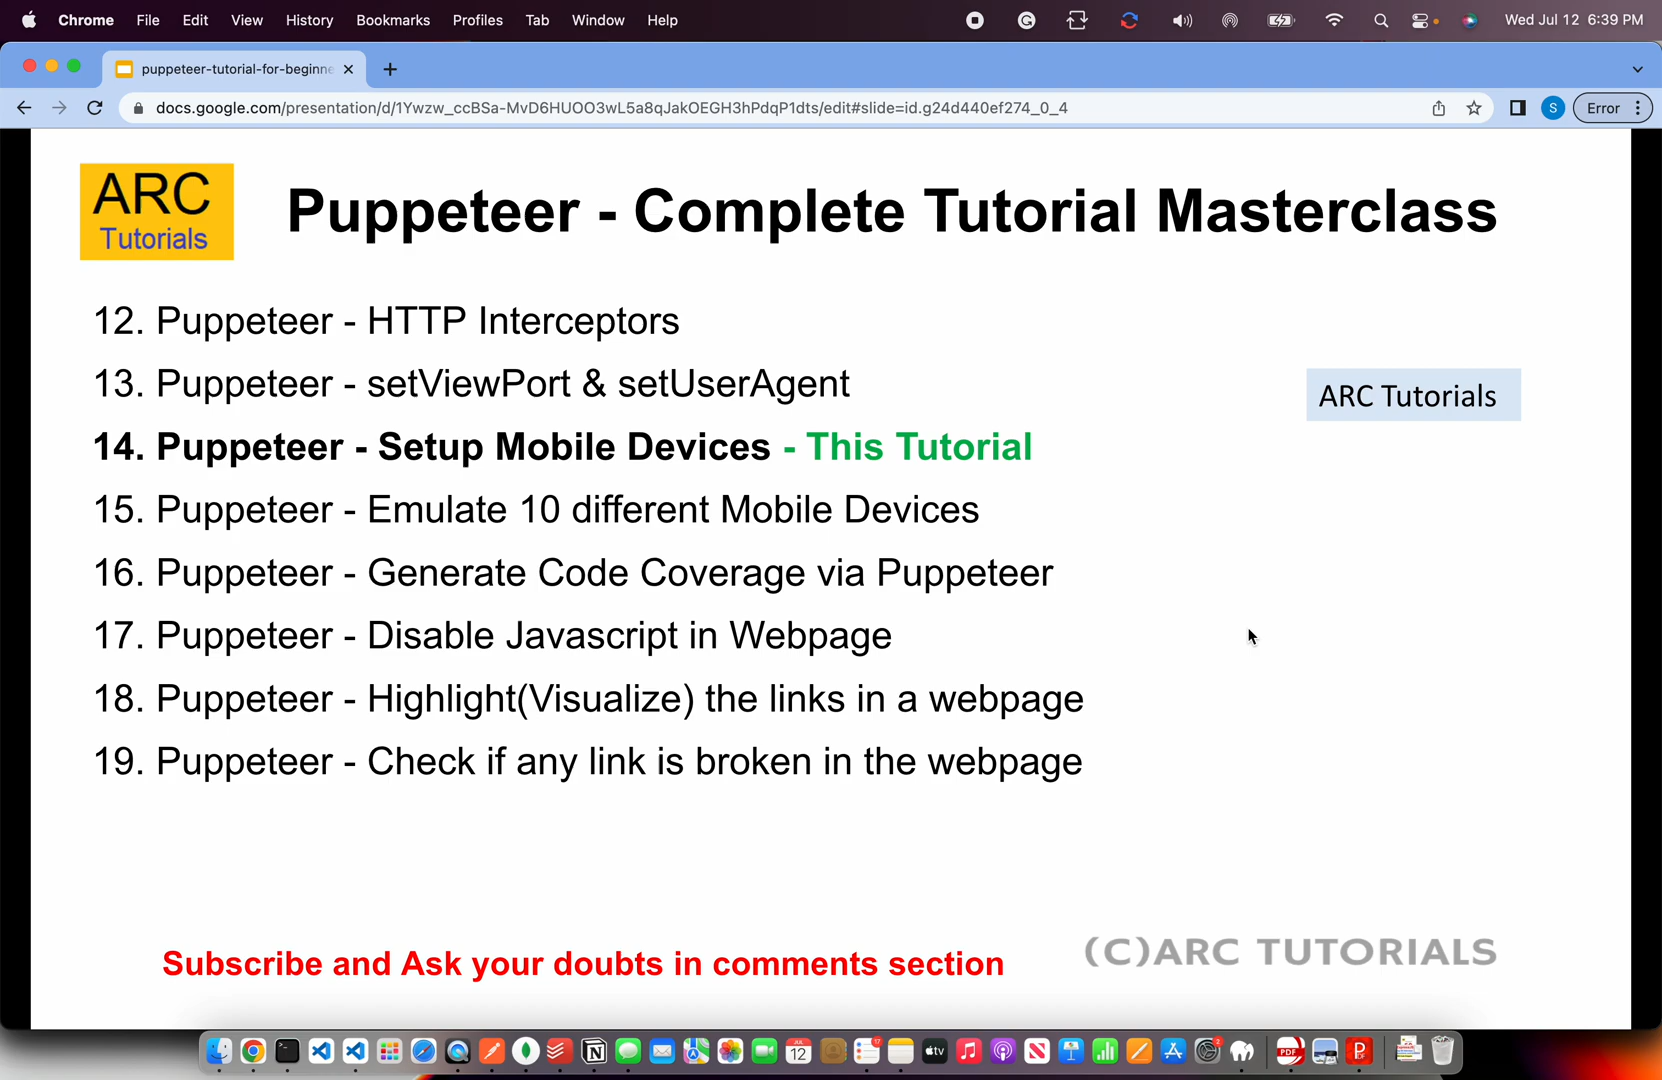 Chrome File Edit View History Bookmarks Profiles Tab Window Help Wed Jul 12 6:39 PM
puppeteer-tutorial-for-beginne
docs.google.com/presentation/d/1Ywzw_ccBSa-MvD6HUOO3wL5a8qJakOEGH3hPdqP1dts/edit#slide=id.g24d440ef274_0_4 S Error
ARC
Tutorials
Puppeteer - Complete Tutorial Masterclass
12. Puppeteer - HTTP Interceptors
13. Puppeteer - setViewPort & setUserAgent
ARC Tutorials
14. Puppeteer - Setup Mobile Devices - This Tutorial
15. Puppeteer - Emulate 10 different Mobile Devices
16. Puppeteer - Generate Code Coverage via Puppeteer
17. Puppeteer - Disable Javascript in Webpage
18. Puppeteer - Highlight(Visualize) the links in a webpage
19. Puppeteer - Check if any link is broken in the webpage
Subscribe and Ask your doubts in comments section
(C)ARC TUTORIALS
12 17 tv 2 PDF